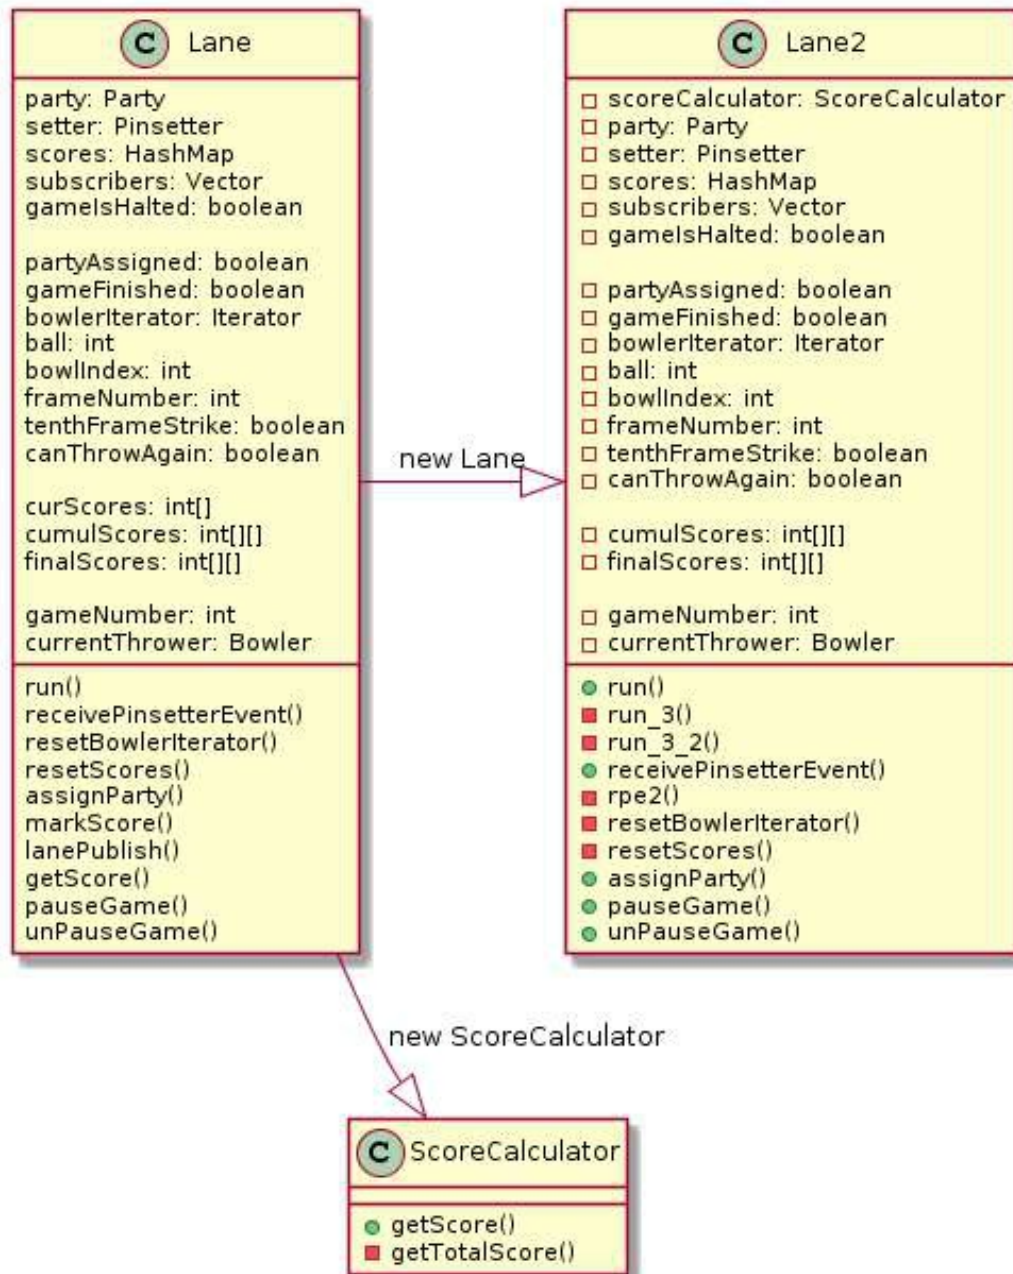 C Lane
party: Party
setter: Pinsetter
scores: HashMap
subscribers: Vector
gameIsHalted: boolean
partyAssigned: boolean
gameFinished: boolean
bowlerIterator: Iterator
ball: int
bowlIndex: int
frameNumber: int
tenthFrameStrike: boolean
canThrowAgain: boolean
curScores: int[]
cumulScores: int[][]
finalScores: int[][]
gameNumber: int
currentThrower: Bowler
run()
receivePinsetterEvent()
resetBowlerIterator()
resetScores()
assignParty()
markScore()
lanePublish()
getScore()
pauseGame()
unPauseGame()
new Lane
C Lane2
scoreCalculator: ScoreCalculator
party: Party
setter: Pinsetter
scores: HashMap
subscribers: Vector
gameIsHalted: boolean
partyAssigned: boolean
gameFinished: boolean
bowlerIterator: Iterator
ball: int
bowlIndex: int
frameNumber: int
tenthFrameStrike: boolean
canThrowAgain: boolean
cumulScores: int[][]
finalScores: int[][]
gameNumber: int
currentThrower: Bowler
run()
run_3()
run_3_2()
receivePinsetterEvent()
rpe2()
resetBowlerIterator()
resetScores()
assignParty()
pauseGame()
unPauseGame()
new ScoreCalculator
C ScoreCalculator
getScore()
getTotalScore()